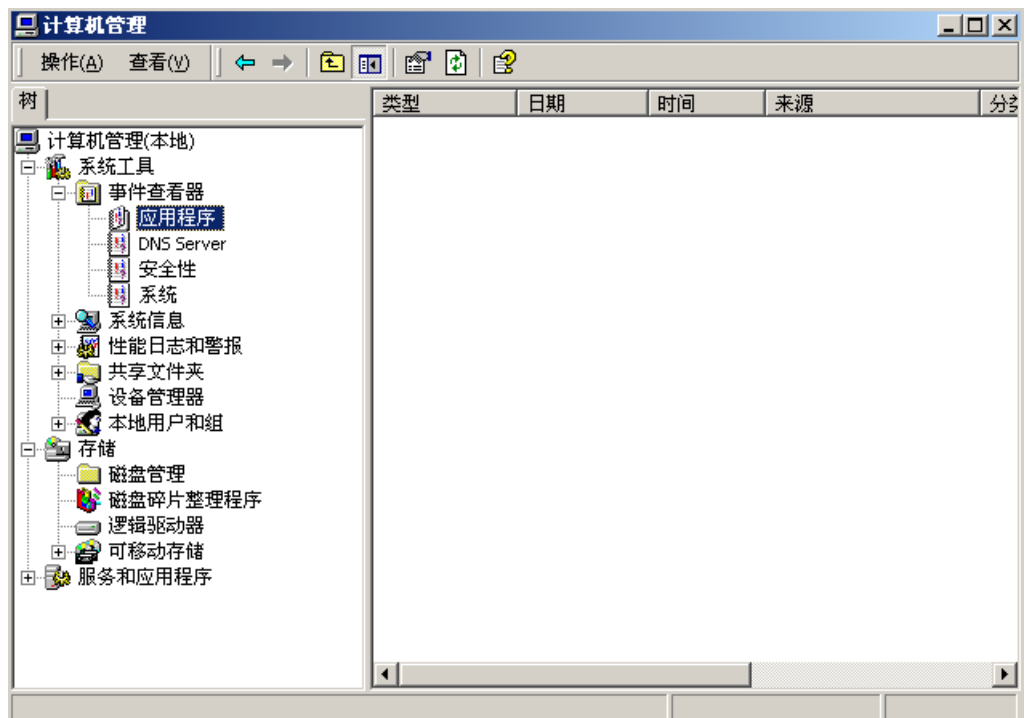 计算机管理
操作(A) 查看(V)
树
类型 日期 时间 来源
计算机管理(本地)
系统工具
事件查看器
应用程序
DNS Server
安全性
系统
系统信息
性能日志和警报
共享文件夹
设备管理器
本地用户和组
存储
磁盘管理
磁盘碎片整理程序
逻辑驱动器
可移动存储
服务和应用程序